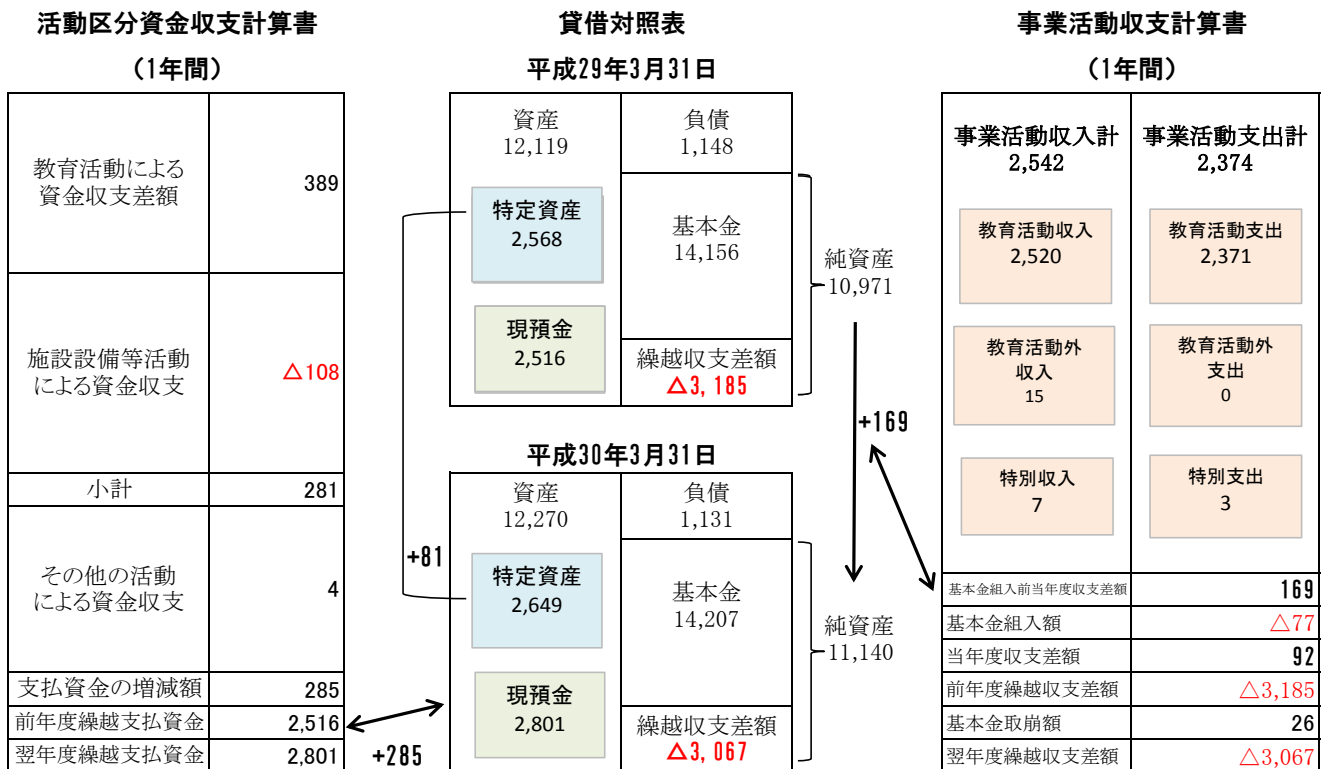 活動区分資金収支計算書
（1年間）
教育活動による
資金収支差額
389
施設設備等活動
による資金収支
△108
小計
281
その他の活動
による資金収支
4
支払資金の増減額
285
前年度繰越支払資金
2,516
翌年度繰越支払資金
2,801
+285
+81
貸借対照表
平成29年3月31日
資産
12,119
特定資産
2,568
現預金
2,516
負債
1,148
基本金
14,156
繰越収支差額
△3,185
純資産
10,971
+169
平成30年3月31日
資産
12,270
特定資産
2,649
現預金
2,801
負債
1,131
基本金
14,207
繰越収支差額
△3,067
純資産
11,140
事業活動収支計算書
（1年間）
事業活動収入計
2,542
事業活動支出計
2,374
教育活動収入
2,520
教育活動支出
2,371
教育活動外
収入
15
教育活動外
支出
0
特別収入
7
特別支出
3
基本金組入前当年度収支差額
169
基本金組入額
△77
当年度収支差額
92
前年度繰越収支差額
△3,185
基本金取崩額
26
翌年度繰越収支差額
△3,067